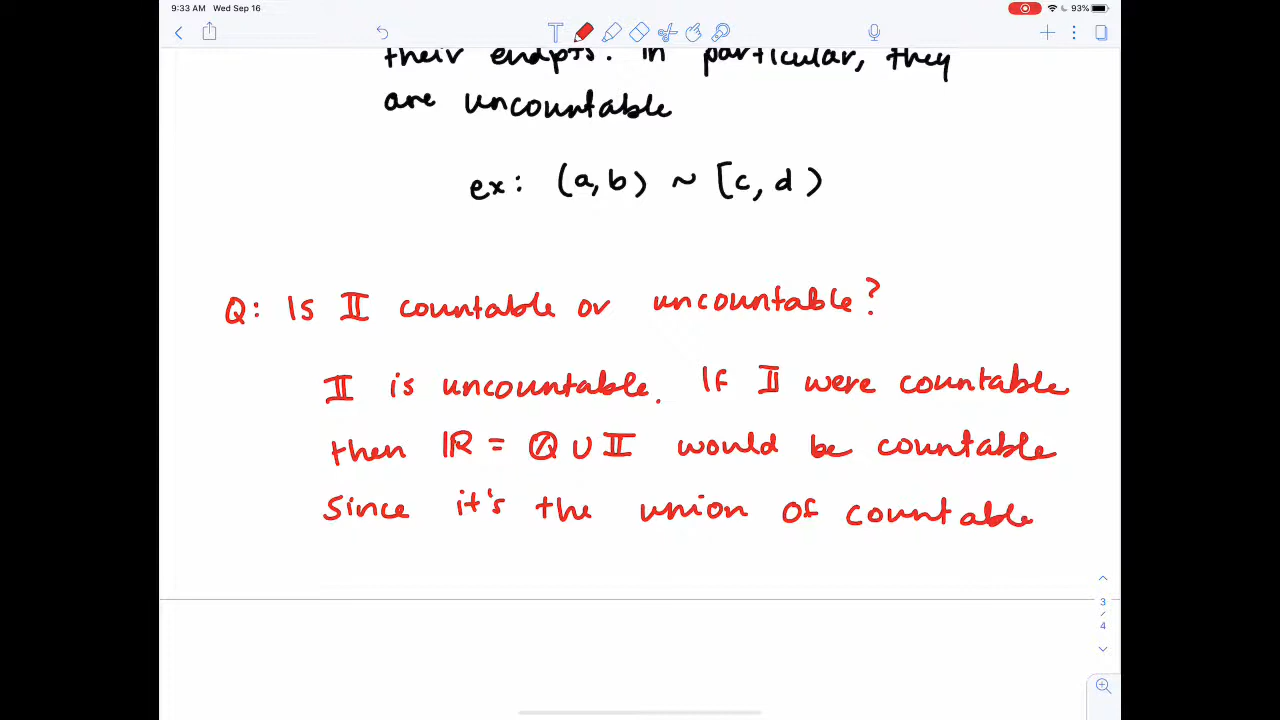 9:33 AM Wed Sep 16
93%
T
their endpts. In particular, they
are uncountable
ex: (a,b) ~ [c, d)
Q: Is 𝕀 countable or uncountable?
𝕀 is uncountable. If 𝕀 were countable
then ℝ = ℚ ∪ 𝕀 would be countable
since it's the union of countable
3
/
4